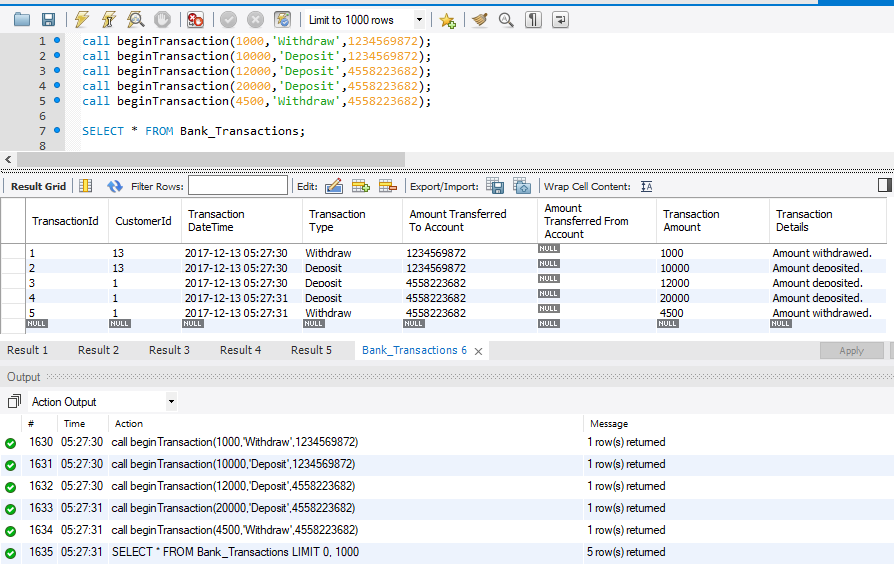 Limit to 1000 rows
1 call beginTransaction(1000,'Withdraw',1234569872);
2 call beginTransaction(10000,'Deposit',1234569872);
3 call beginTransaction(12000,'Deposit',4558223682);
4 call beginTransaction(20000,'Deposit',4558223682);
5 call beginTransaction(4500,'Withdraw',4558223682);
6
7 SELECT * FROM Bank_Transactions;
8
Result Grid Filter Rows: Edit: Export/Import: Wrap Cell Content: IA
TransactionId CustomerId Transaction DateTime Transaction Type Amount Transferred To Account Amount Transferred From Account Transaction Amount Transaction Details
1 13 2017-12-13 05:27:30 Withdraw 1234569872 NULL 1000 Amount withdrawed.
2 13 2017-12-13 05:27:30 Deposit 1234569872 NULL 10000 Amount deposited.
3 1 2017-12-13 05:27:30 Deposit 4558223682 NULL 12000 Amount deposited.
4 1 2017-12-13 05:27:31 Deposit 4558223682 NULL 20000 Amount deposited.
5 1 2017-12-13 05:27:31 Withdraw 4558223682 NULL 4500 Amount withdrawed.
NULL NULL NULL NULL NULL NULL NULL NULL
Result 1 Result 2 Result 3 Result 4 Result 5 Bank_Transactions 6 Apply
Output
Action Output
# Time Action Message
1630 05:27:30 call beginTransaction(1000,'Withdraw',1234569872) 1 row(s) returned
1631 05:27:30 call beginTransaction(10000,'Deposit',1234569872) 1 row(s) returned
1632 05:27:30 call beginTransaction(12000,'Deposit',4558223682) 1 row(s) returned
1633 05:27:31 call beginTransaction(20000,'Deposit',4558223682) 1 row(s) returned
1634 05:27:31 call beginTransaction(4500,'Withdraw',4558223682) 1 row(s) returned
1635 05:27:31 SELECT * FROM Bank_Transactions LIMIT 0, 1000 5 row(s) returned